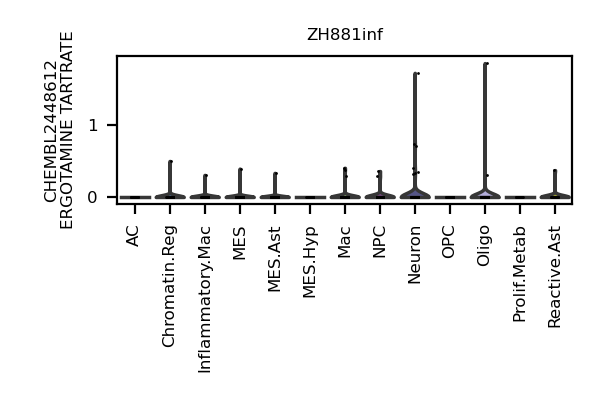 ZH881inf
CHEMBL2448612
ERGOTAMINE TARTRATE
1
0
AC
Chromatin.Reg
Inflammatory.Mac
MES
MES.Ast
MES.Hyp
Mac
NPC
Neuron
OPC
Oligo
Prolif.Metab
Reactive.Ast